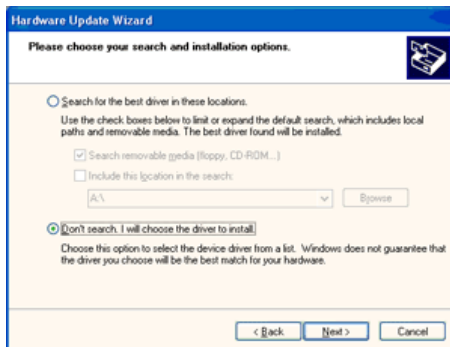 Hardware Update Wizard
Please choose your search and installation options.
Search for the best driver in these locations.
Use the check boxes below to limit or expand the default search, which includes local
paths and removable media. The best driver found will be installed.
Search removable media (floppy, CD-ROM...)
Include this location in the search:
A:\
Browse
Don't search. I will choose the driver to install.
Choose this option to select the device driver from a list. Windows does not guarantee that
the driver you choose will be the best match for your hardware.
< Back Next > Cancel